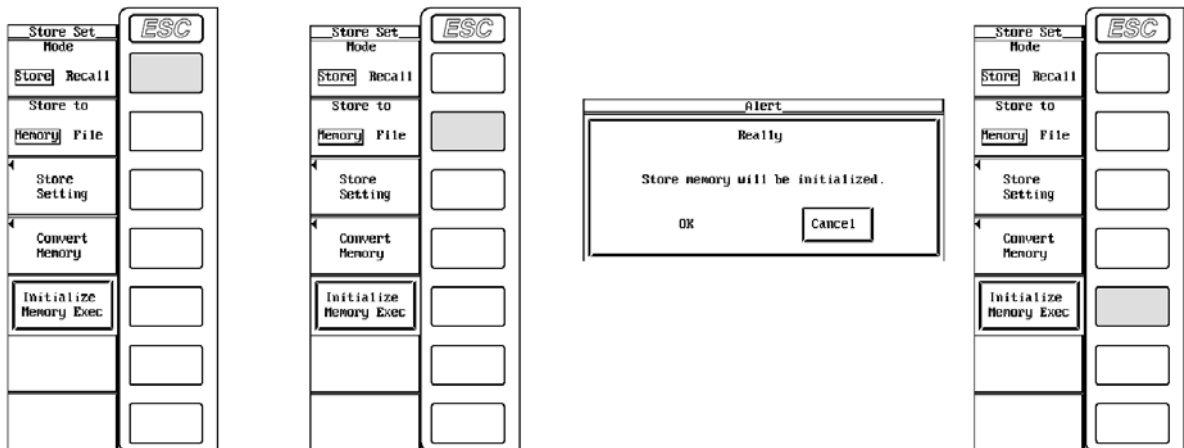 Store Set
ESC
Mode
Store Recall
Store to
Memory File
Store
Setting
Convert
Memory
Initialize
Memory Exec
Store Set
ESC
Mode
Store Recall
Store to
Memory File
Store
Setting
Convert
Memory
Initialize
Memory Exec
Alert
Really
Store memory will be initialized.
OK Cancel
Store Set
ESC
Mode
Store Recall
Store to
Memory File
Store
Setting
Convert
Memory
Initialize
Memory Exec